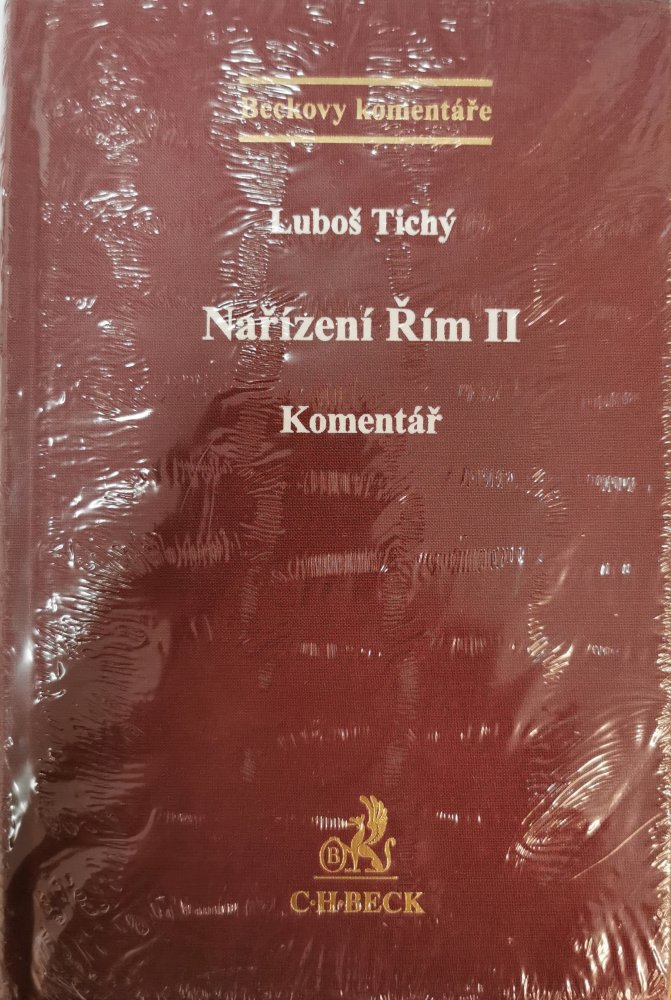 Beckovy komentáře
Luboš Tichý
Nařízení Řím II
Komentář
B
C·H·BECK